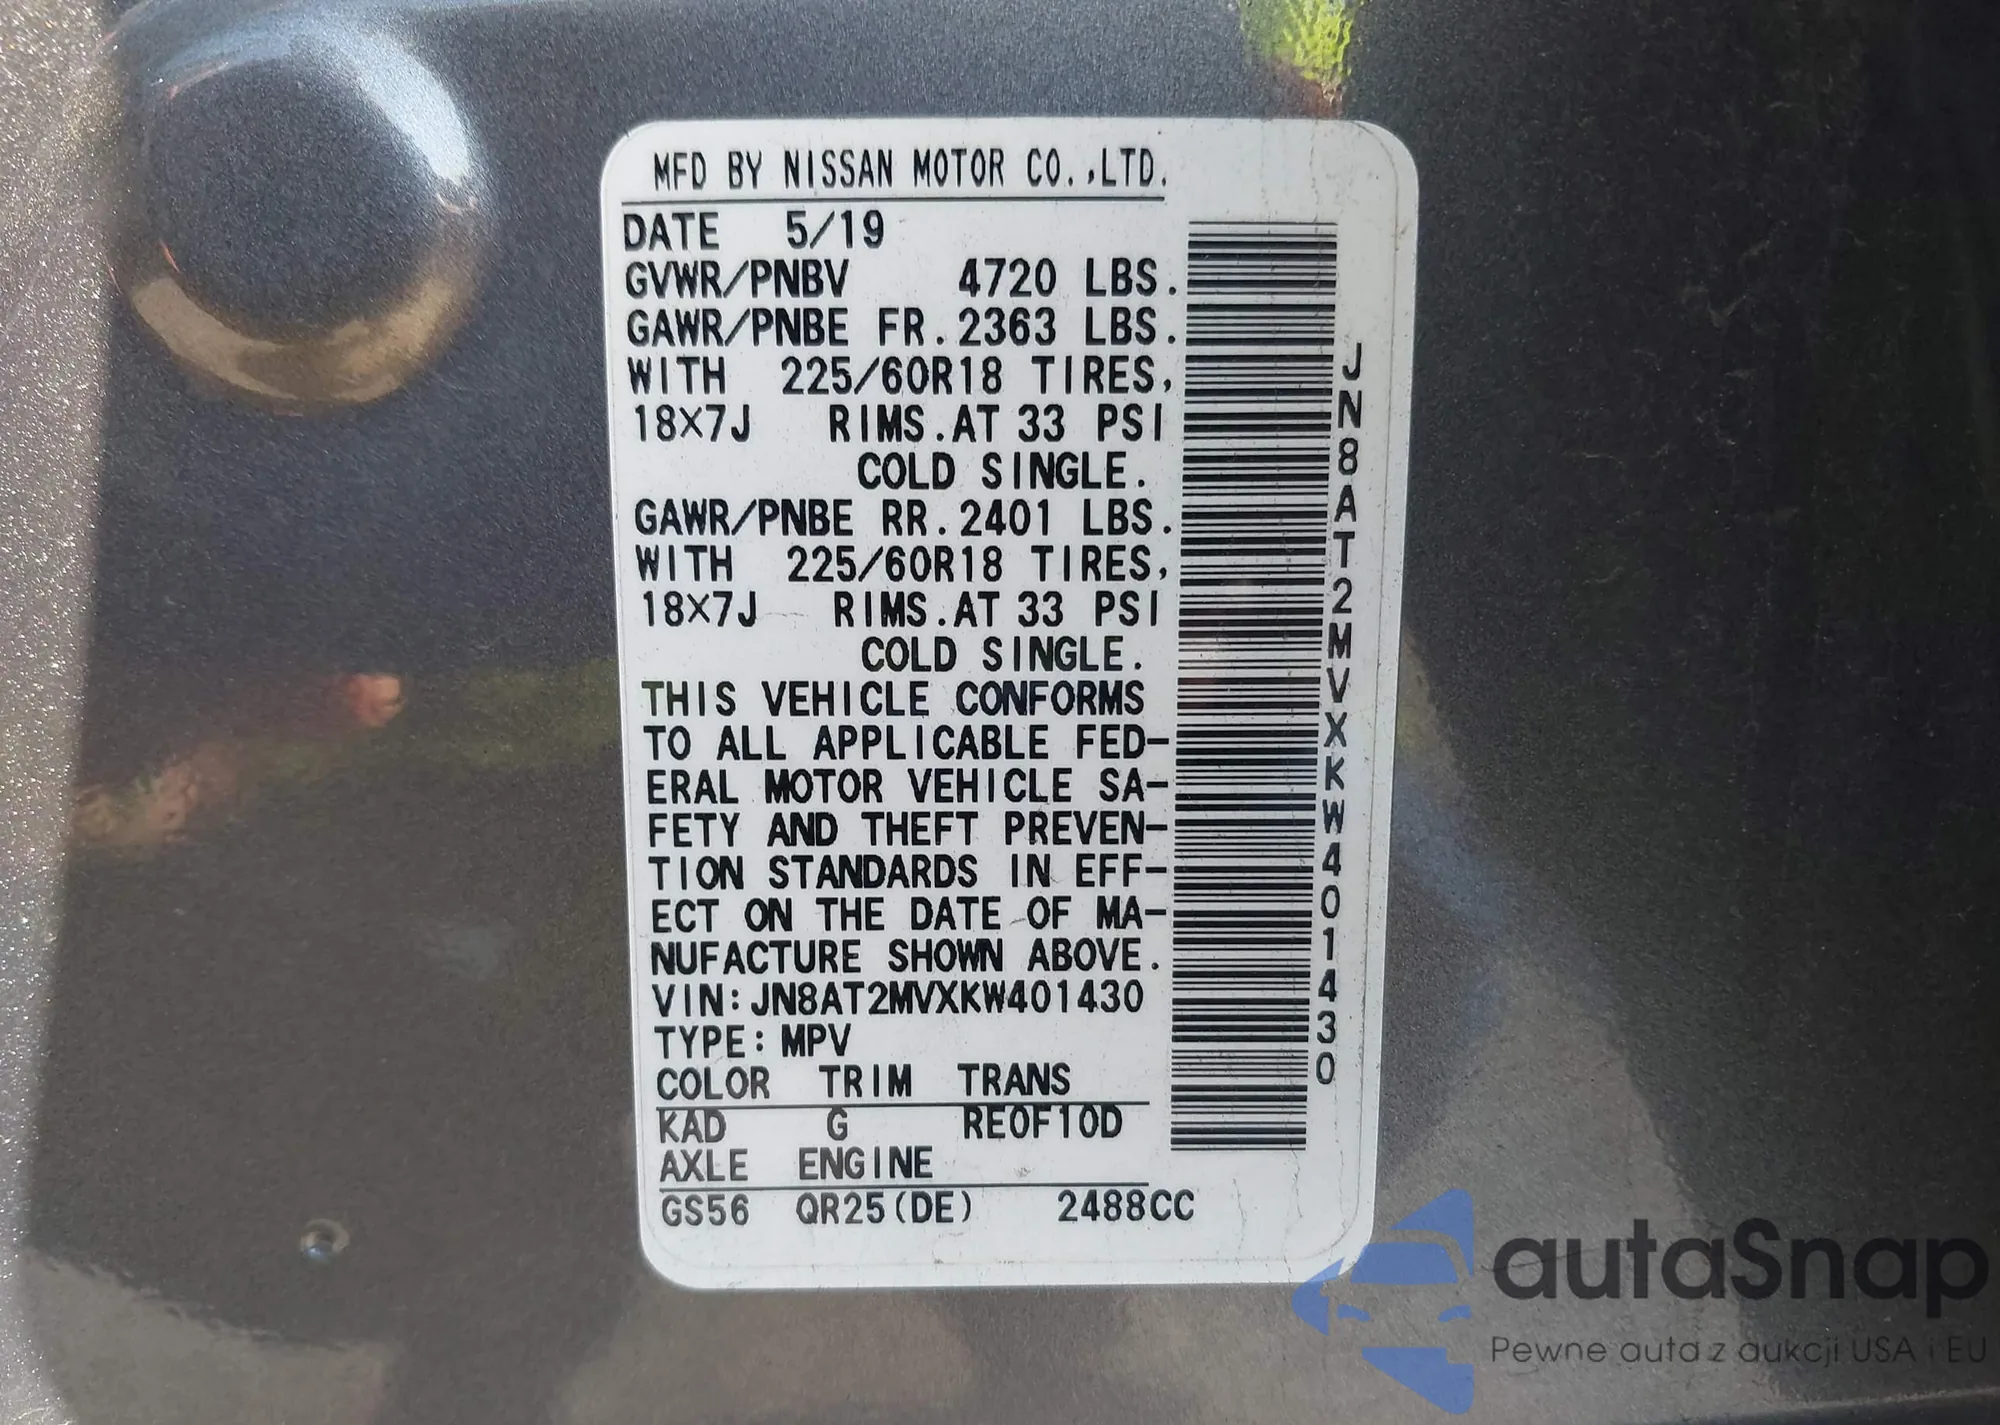 MFD BY NISSAN MOTOR CO.,LTD.
DATE 5/19
GVWR/PNBV 4720 LBS.
GAWR/PNBE FR. 2363 LBS.
WITH 225/60R18 TIRES,
18X7J RIMS. AT 33 PSI
COLD SINGLE.
GAWR/PNBE RR. 2401 LBS.
WITH 225/60R18 TIRES,
18X7J RIMS. AT 33 PSI
COLD SINGLE.
THIS VEHICLE CONFORMS
TO ALL APPLICABLE FED-
ERAL MOTOR VEHICLE SA-
FETY AND THEFT PREVEN-
TION STANDARDS IN EFF-
ECT ON THE DATE OF MA-
NUFACTURE SHOWN ABOVE.
VIN: JN8AT2MVXKW401430
TYPE: MPV
COLOR TRIM TRANS
KAD G RE0F10D
AXLE ENGINE
GS56 QR25(DE) 2488CC
JN8AT2MVXKW401430
autaSnap
Pewne auta z aukcji USA i EU